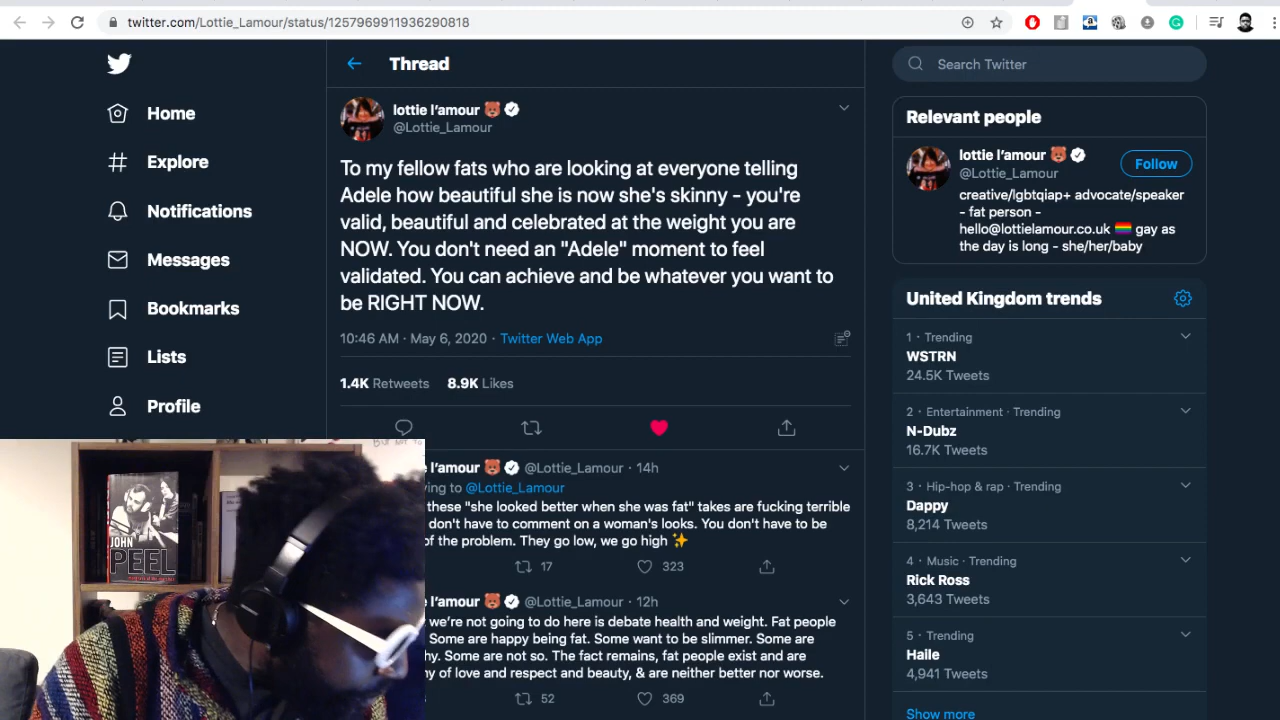 twitter.com/Lottie_Lamour/status/1257969911936290818
Home
Explore
Notifications
Messages
Bookmarks
Lists
Profile
Thread
lottie l'amour 🐻
@Lottie_Lamour
To my fellow fats who are looking at everyone telling
Adele how beautiful she is now she's skinny - you're
valid, beautiful and celebrated at the weight you are
NOW. You don't need an "Adele" moment to feel
validated. You can achieve and be whatever you want to
be RIGHT NOW.
10:46 AM · May 6, 2020 · Twitter Web App
1.4K Retweets 8.9K Likes
l'amour 🐻 @Lottie_Lamour · 14h
ying to @Lottie_Lamour
these "she looked better when she was fat" takes are fucking terrible
don't have to comment on a woman's looks. You don't have to be
of the problem. They go low, we go high ✨
17 323
l'amour 🐻 @Lottie_Lamour · 12h
we're not going to do here is debate health and weight. Fat people
Some are happy being fat. Some want to be slimmer. Some are
hy. Some are not so. The fact remains, fat people exist and are
ny of love and respect and beauty, & are neither better nor worse.
52 369
Search Twitter
Relevant people
lottie l'amour 🐻
@Lottie_Lamour
Follow
creative/lgbtqiap+ advocate/speaker
- fat person -
hello@lottielamour.co.uk 🏳️‍🌈 gay as
the day is long - she/her/baby
United Kingdom trends
1 · Trending
WSTRN
24.5K Tweets
2 · Entertainment · Trending
N-Dubz
16.7K Tweets
3 · Hip-hop & rap · Trending
Dappy
8,214 Tweets
4 · Music · Trending
Rick Ross
3,643 Tweets
5 · Trending
Haile
4,941 Tweets
Show more
JOHN
PEEL